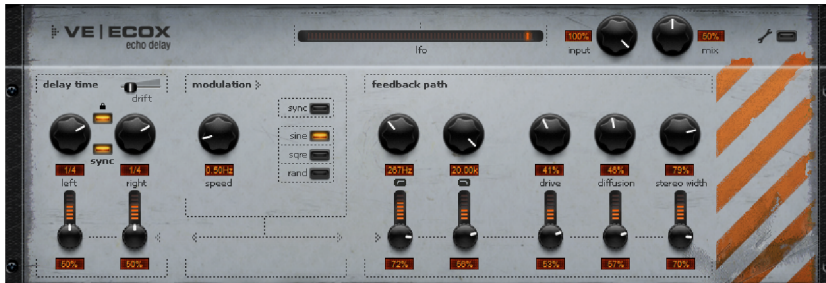 VE|ECOX
echo delay
lfo
100%
input
50%
mix
delay time
drift
sync
1/4
left
1/4
right
50%
50%
modulation
0.50Hz
speed
sync
sine
sqre
rand
feedback path
267Hz
20.00k
41%
drive
48%
diffusion
79%
stereo width
72%
66%
53%
57%
70%